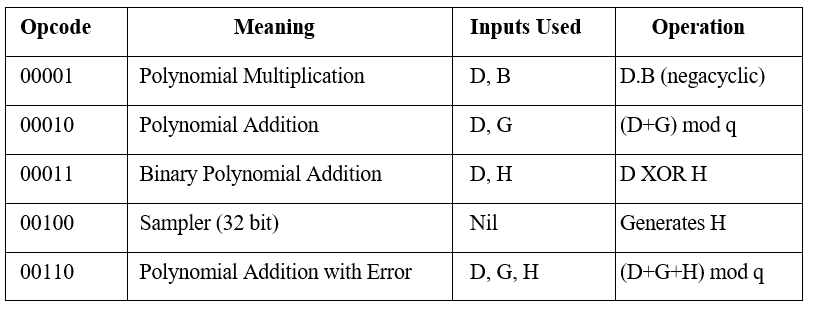 Opcode Meaning Inputs Used Operation
00001 Polynomial Multiplication D, B D.B (negacyclic)
00010 Polynomial Addition D, G (D+G) mod q
00011 Binary Polynomial Addition D, H D XOR H
00100 Sampler (32 bit) Nil Generates H
00110 Polynomial Addition with Error D, G, H (D+G+H) mod q